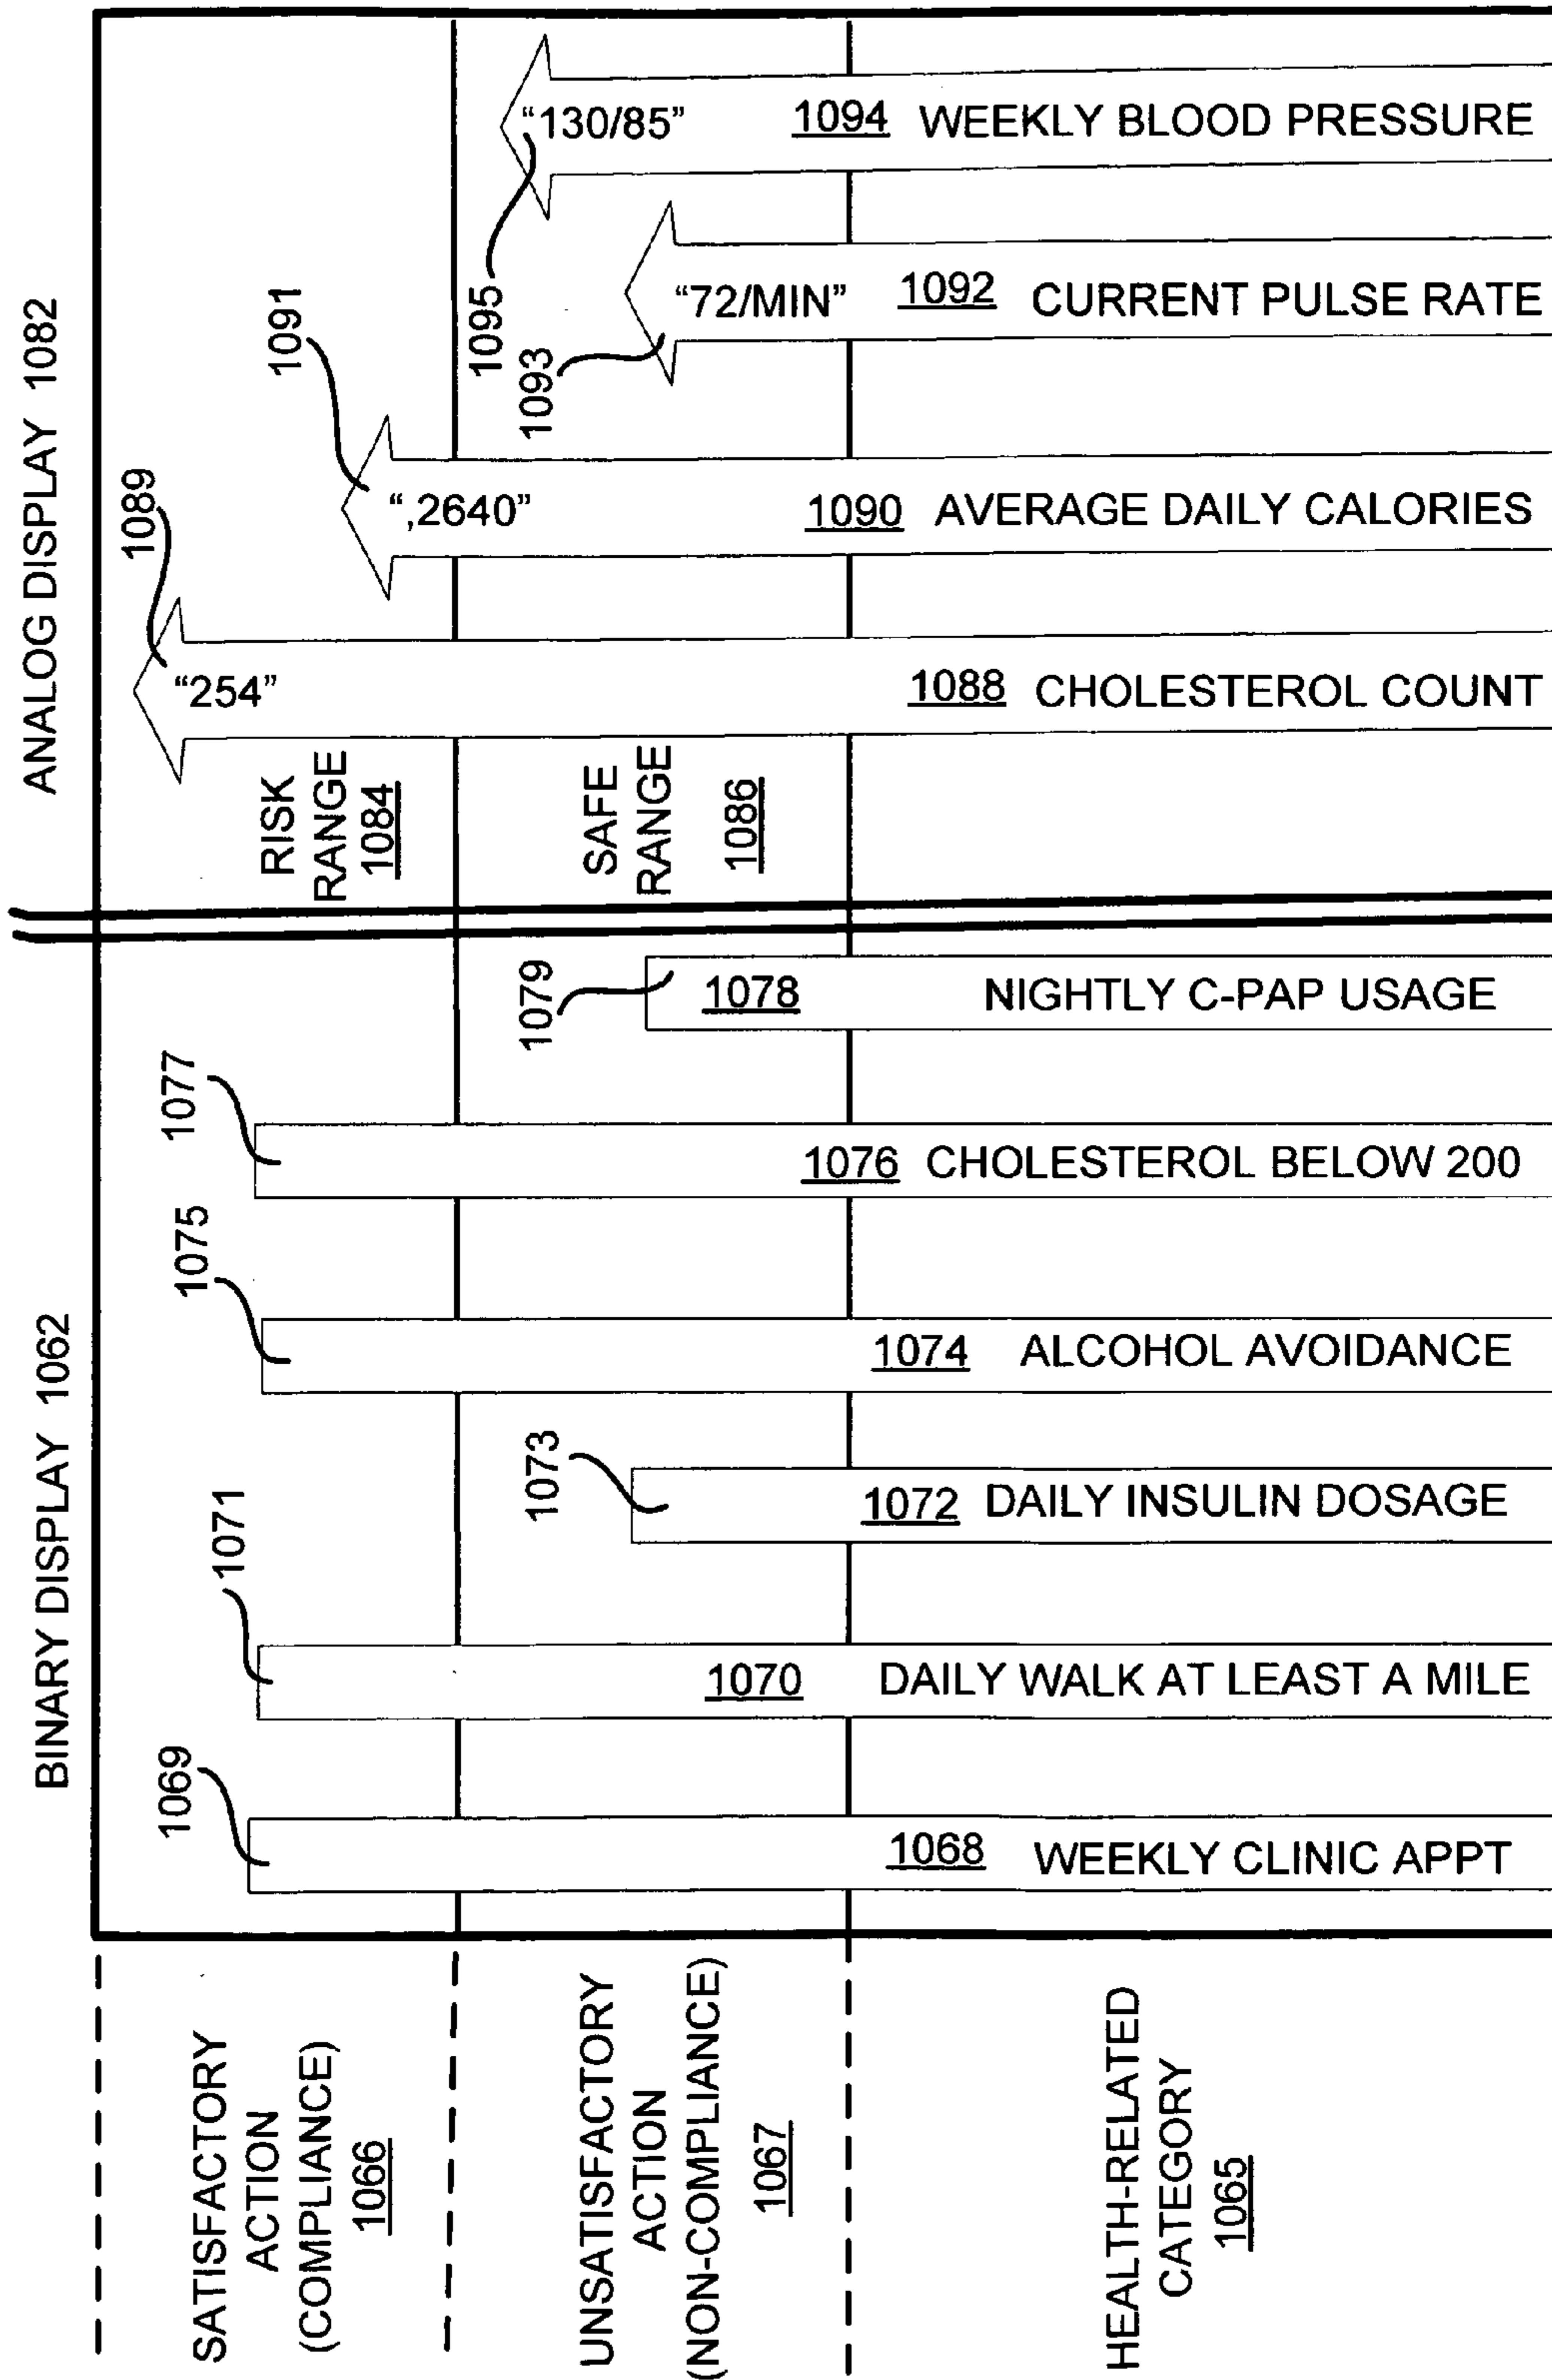 BINARY DISPLAY 1062
ANALOG DISPLAY 1082
SATISFACTORY
ACTION
(COMPLIANCE)
1066
UNSATISFACTORY
ACTION
(NON-COMPLIANCE)
1067
HEALTH-RELATED
CATEGORY
1065
1069
1068 WEEKLY CLINIC APPT
1071
1070 DAILY WALK AT LEAST A MILE
1073
1072 DAILY INSULIN DOSAGE
1075
1074 ALCOHOL AVOIDANCE
1077
1076 CHOLESTEROL BELOW 200
1079
1078 NIGHTLY C-PAP USAGE
RISK
RANGE
1084
SAFE
RANGE
1086
1089
“254” 1088 CHOLESTEROL COUNT
1091
“,2640” 1090 AVERAGE DAILY CALORIES
1093
“72/MIN” 1092 CURRENT PULSE RATE
1095
“130/85” 1094 WEEKLY BLOOD PRESSURE